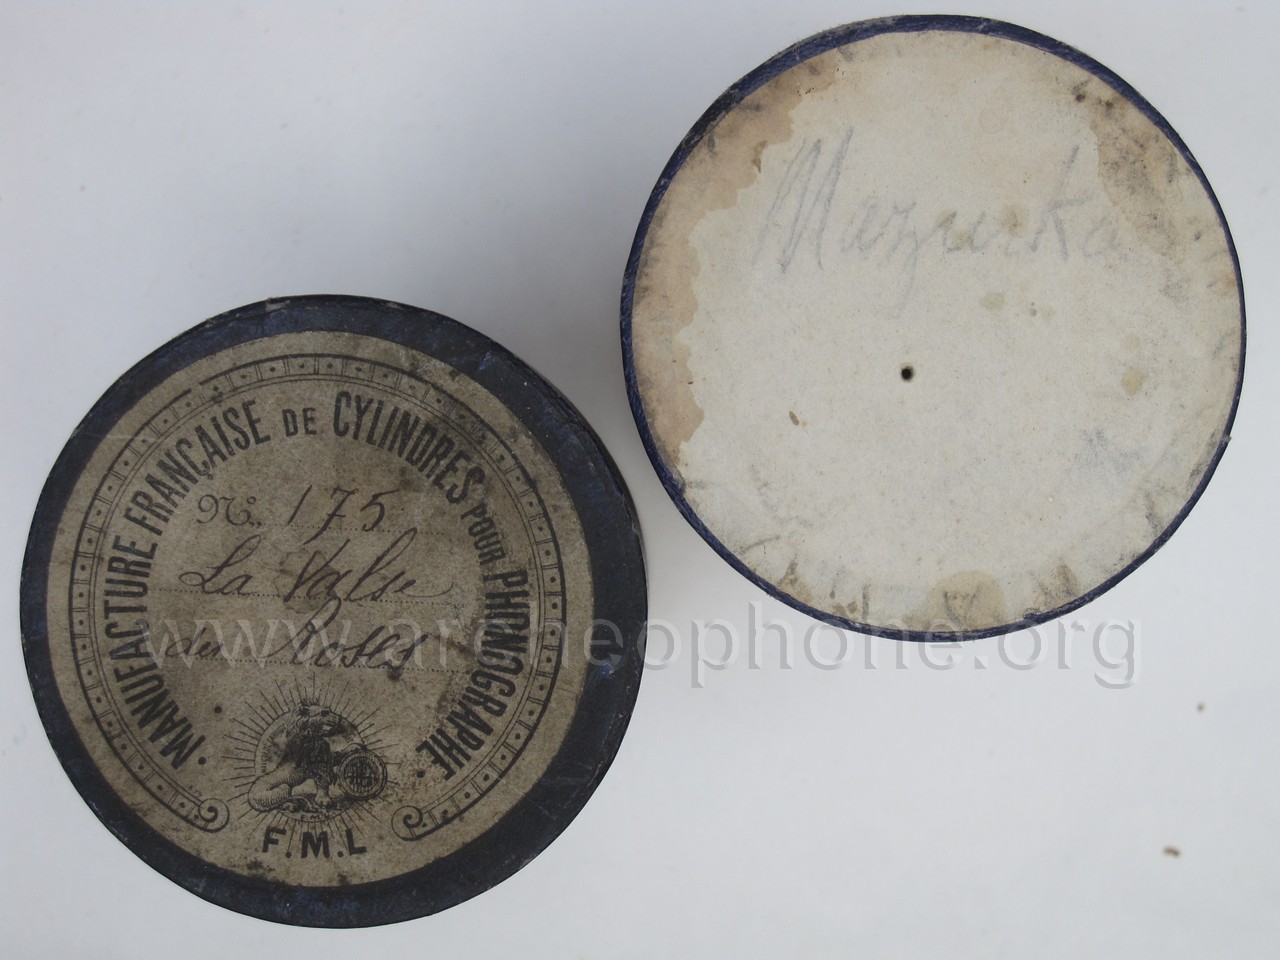 Mazurka
MANUFACTURE FRANÇAISE DE CYLINDRES POUR PHONOGRAPHE
No. 175
La Valse
des Roses
F.M.L
www.archeophone.org